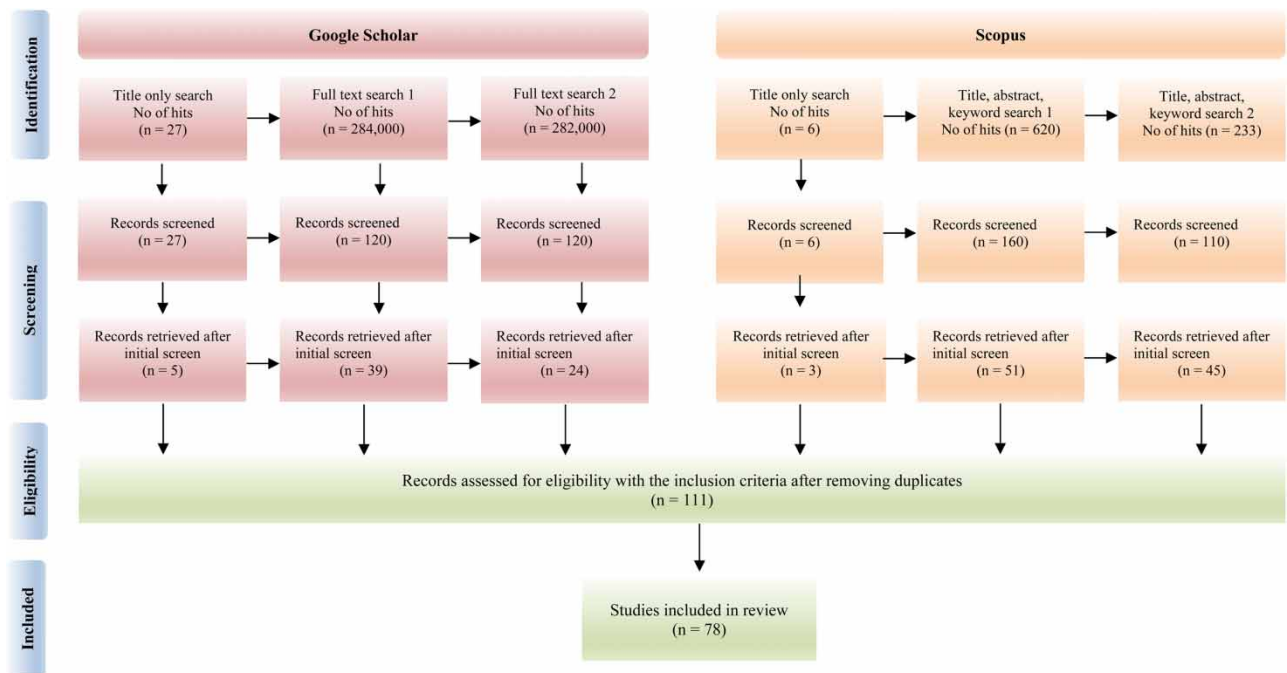 Identification
Google Scholar
Scopus
Title only search
No of hits
(n = 27)
Full text search 1
No of hits
(n = 284,000)
Full text search 2
No of hits
(n = 282,000)
Title only search
No of hits
(n = 6)
Title, abstract,
keyword search 1
No of hits (n = 620)
Title, abstract,
keyword search 2
No of hits (n = 233)
Screening
Records screened
(n = 27)
Records screened
(n = 120)
Records screened
(n = 120)
Records screened
(n = 6)
Records screened
(n = 160)
Records screened
(n = 110)
Records retrieved after
initial screen
(n = 5)
Records retrieved after
initial screen
(n = 39)
Records retrieved after
initial screen
(n = 24)
Records retrieved after
initial screen
(n = 3)
Records retrieved after
initial screen
(n = 51)
Records retrieved after
initial screen
(n = 45)
Eligibility
Records assessed for eligibility with the inclusion criteria after removing duplicates
(n = 111)
Included
Studies included in review
(n = 78)